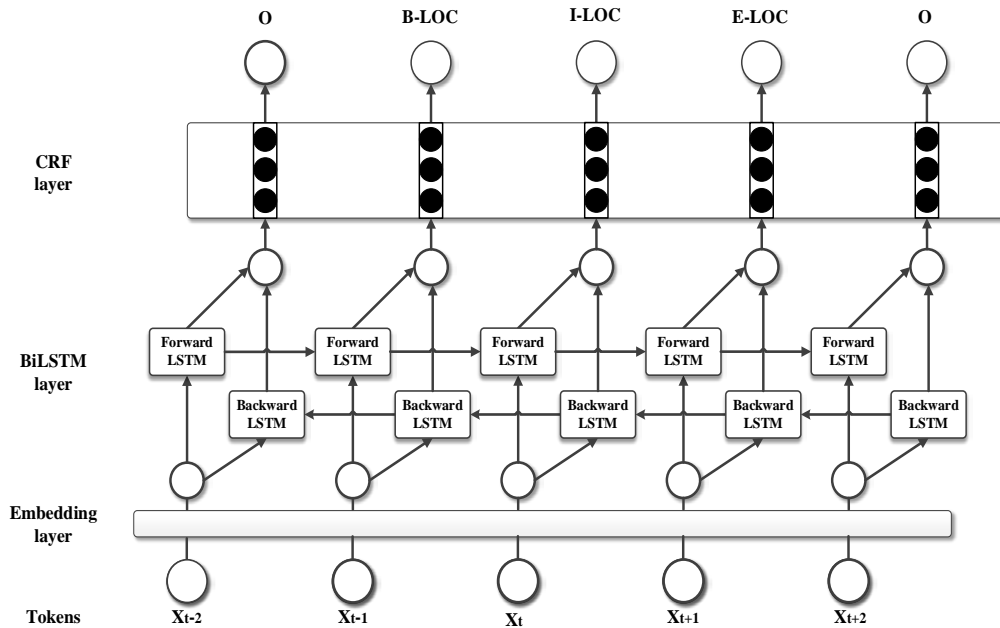 O B-LOC I-LOC E-LOC O
CRF
layer
Forward
LSTM
Forward
LSTM
Forward
LSTM
Forward
LSTM
Forward
LSTM
BiLSTM
layer
Backward
LSTM
Backward
LSTM
Backward
LSTM
Backward
LSTM
Backward
LSTM
Embedding
layer
Tokens Xt-2 Xt-1 Xt Xt+1 Xt+2